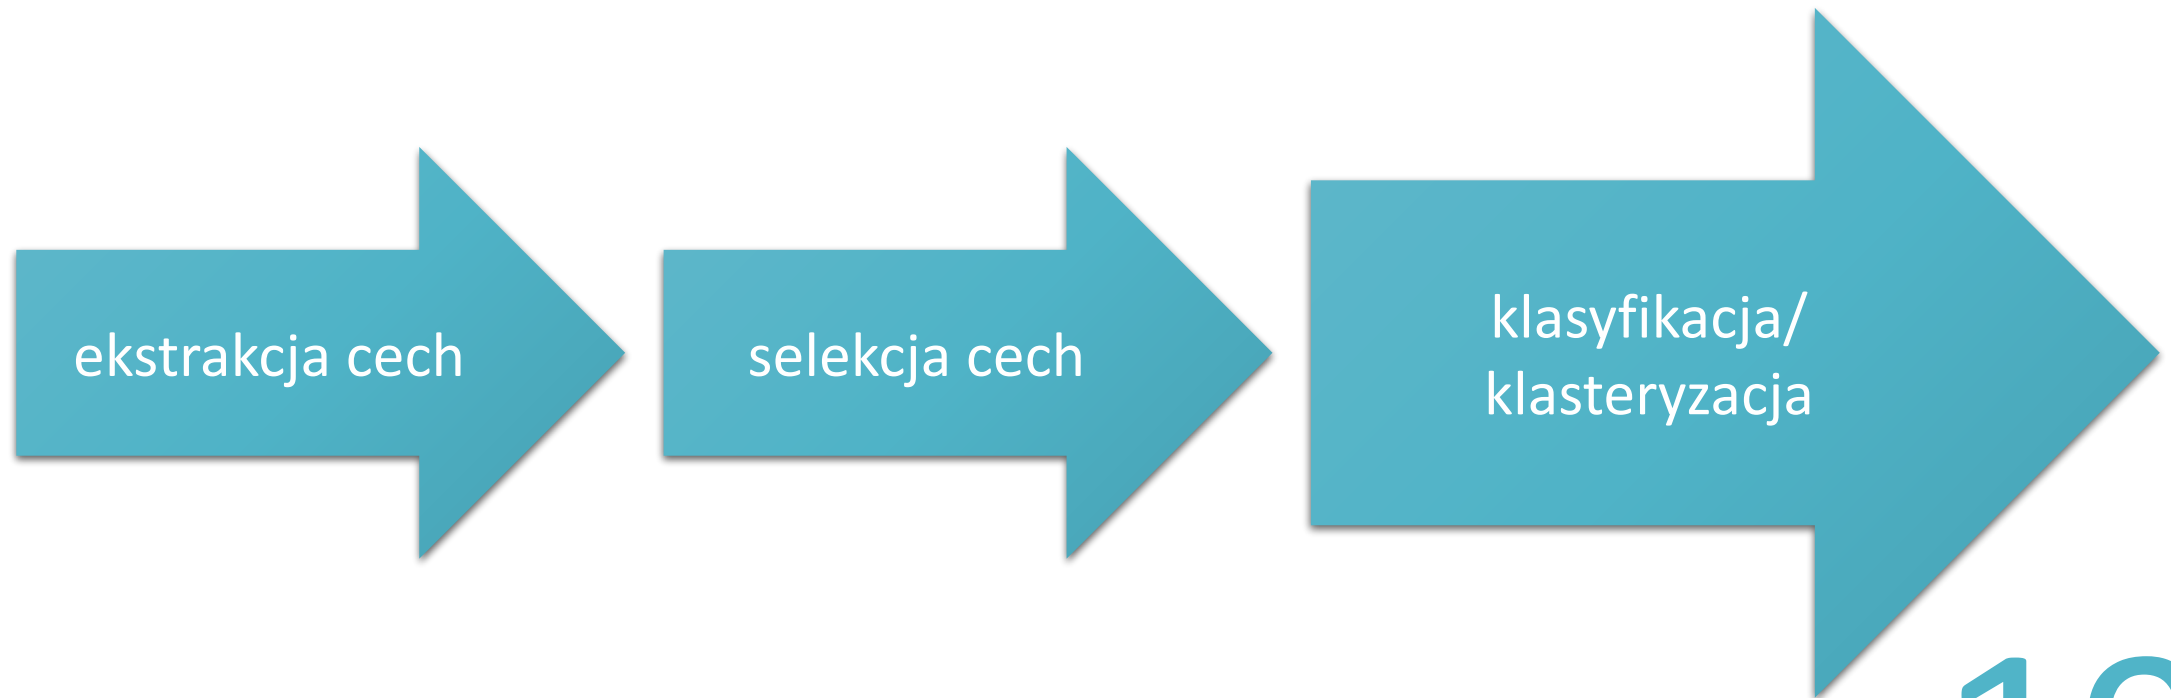 ekstrakcja cech
selekcja cech
klasyfikacja/
klasteryzacja